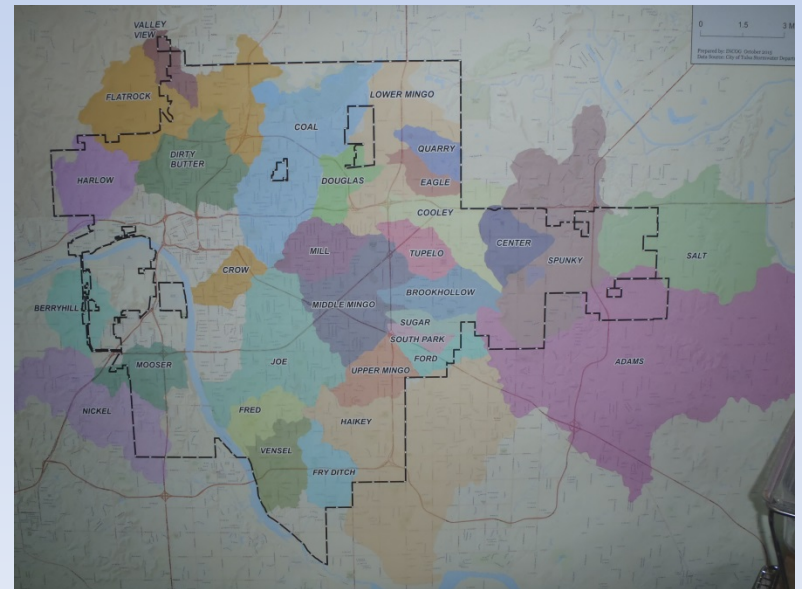 VALLEY
VIEW
0 1.5 3 M
FLATROCK
LOWER MINGO
COAL
QUARRY
DIRTY
BUTTER
HARLOW
DOUGLAS
EAGLE
COOLEY
CENTER
MILL
TUPELO
SPUNKY
SALT
CROW
BROOKHOLLOW
BERRYHILL
MIDDLE MINGO
SUGAR
SOUTH PARK
FORD
JOE
MOOSER
UPPER MINGO
ADAMS
NICKEL
FRED
HAIKEY
VENSEL
FRY DITCH